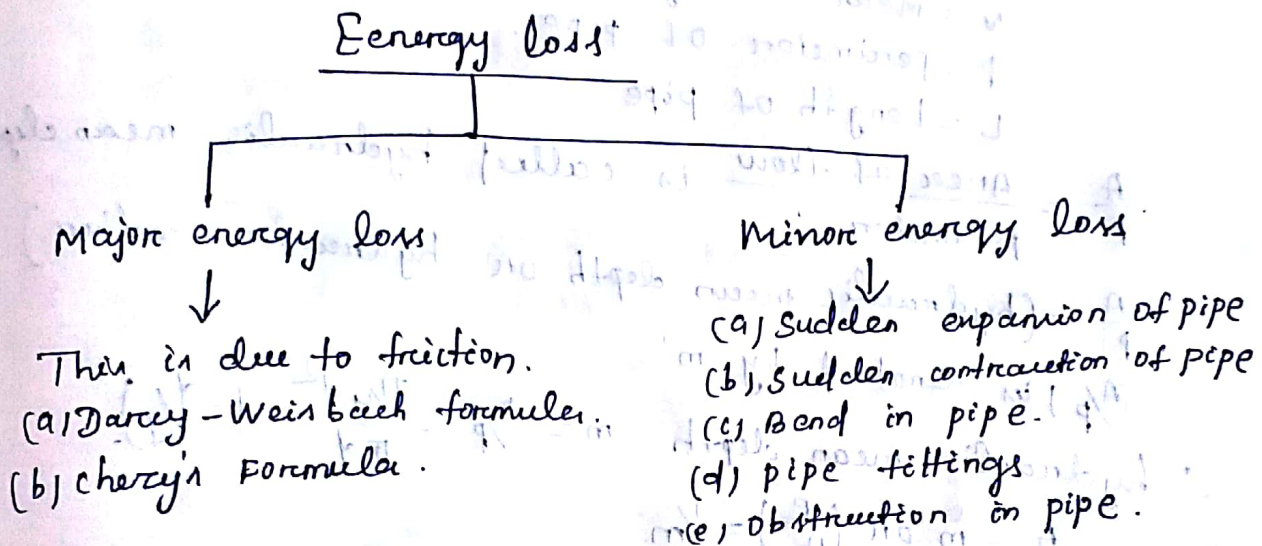 Eenergy loss
Major energy loss
Minor energy loss
This is due to friction.
(a) Darcy - Weisbach formula..
(b) chezy's Formula.
(a) Sudden expansion of pipe
(b) Sudden contraction of pipe
(c) Bend in pipe.
(d) pipe fittings
(e) obstruction in pipe.